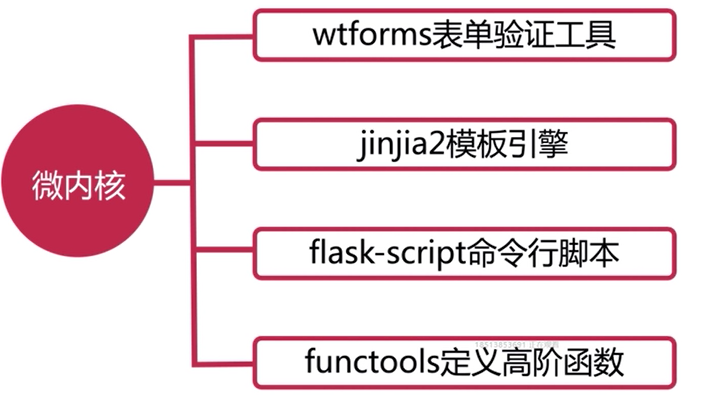 wtforms表单验证工具
jinjia2模板引擎
微内核
flask-script命令行脚本
functools定义高阶函数